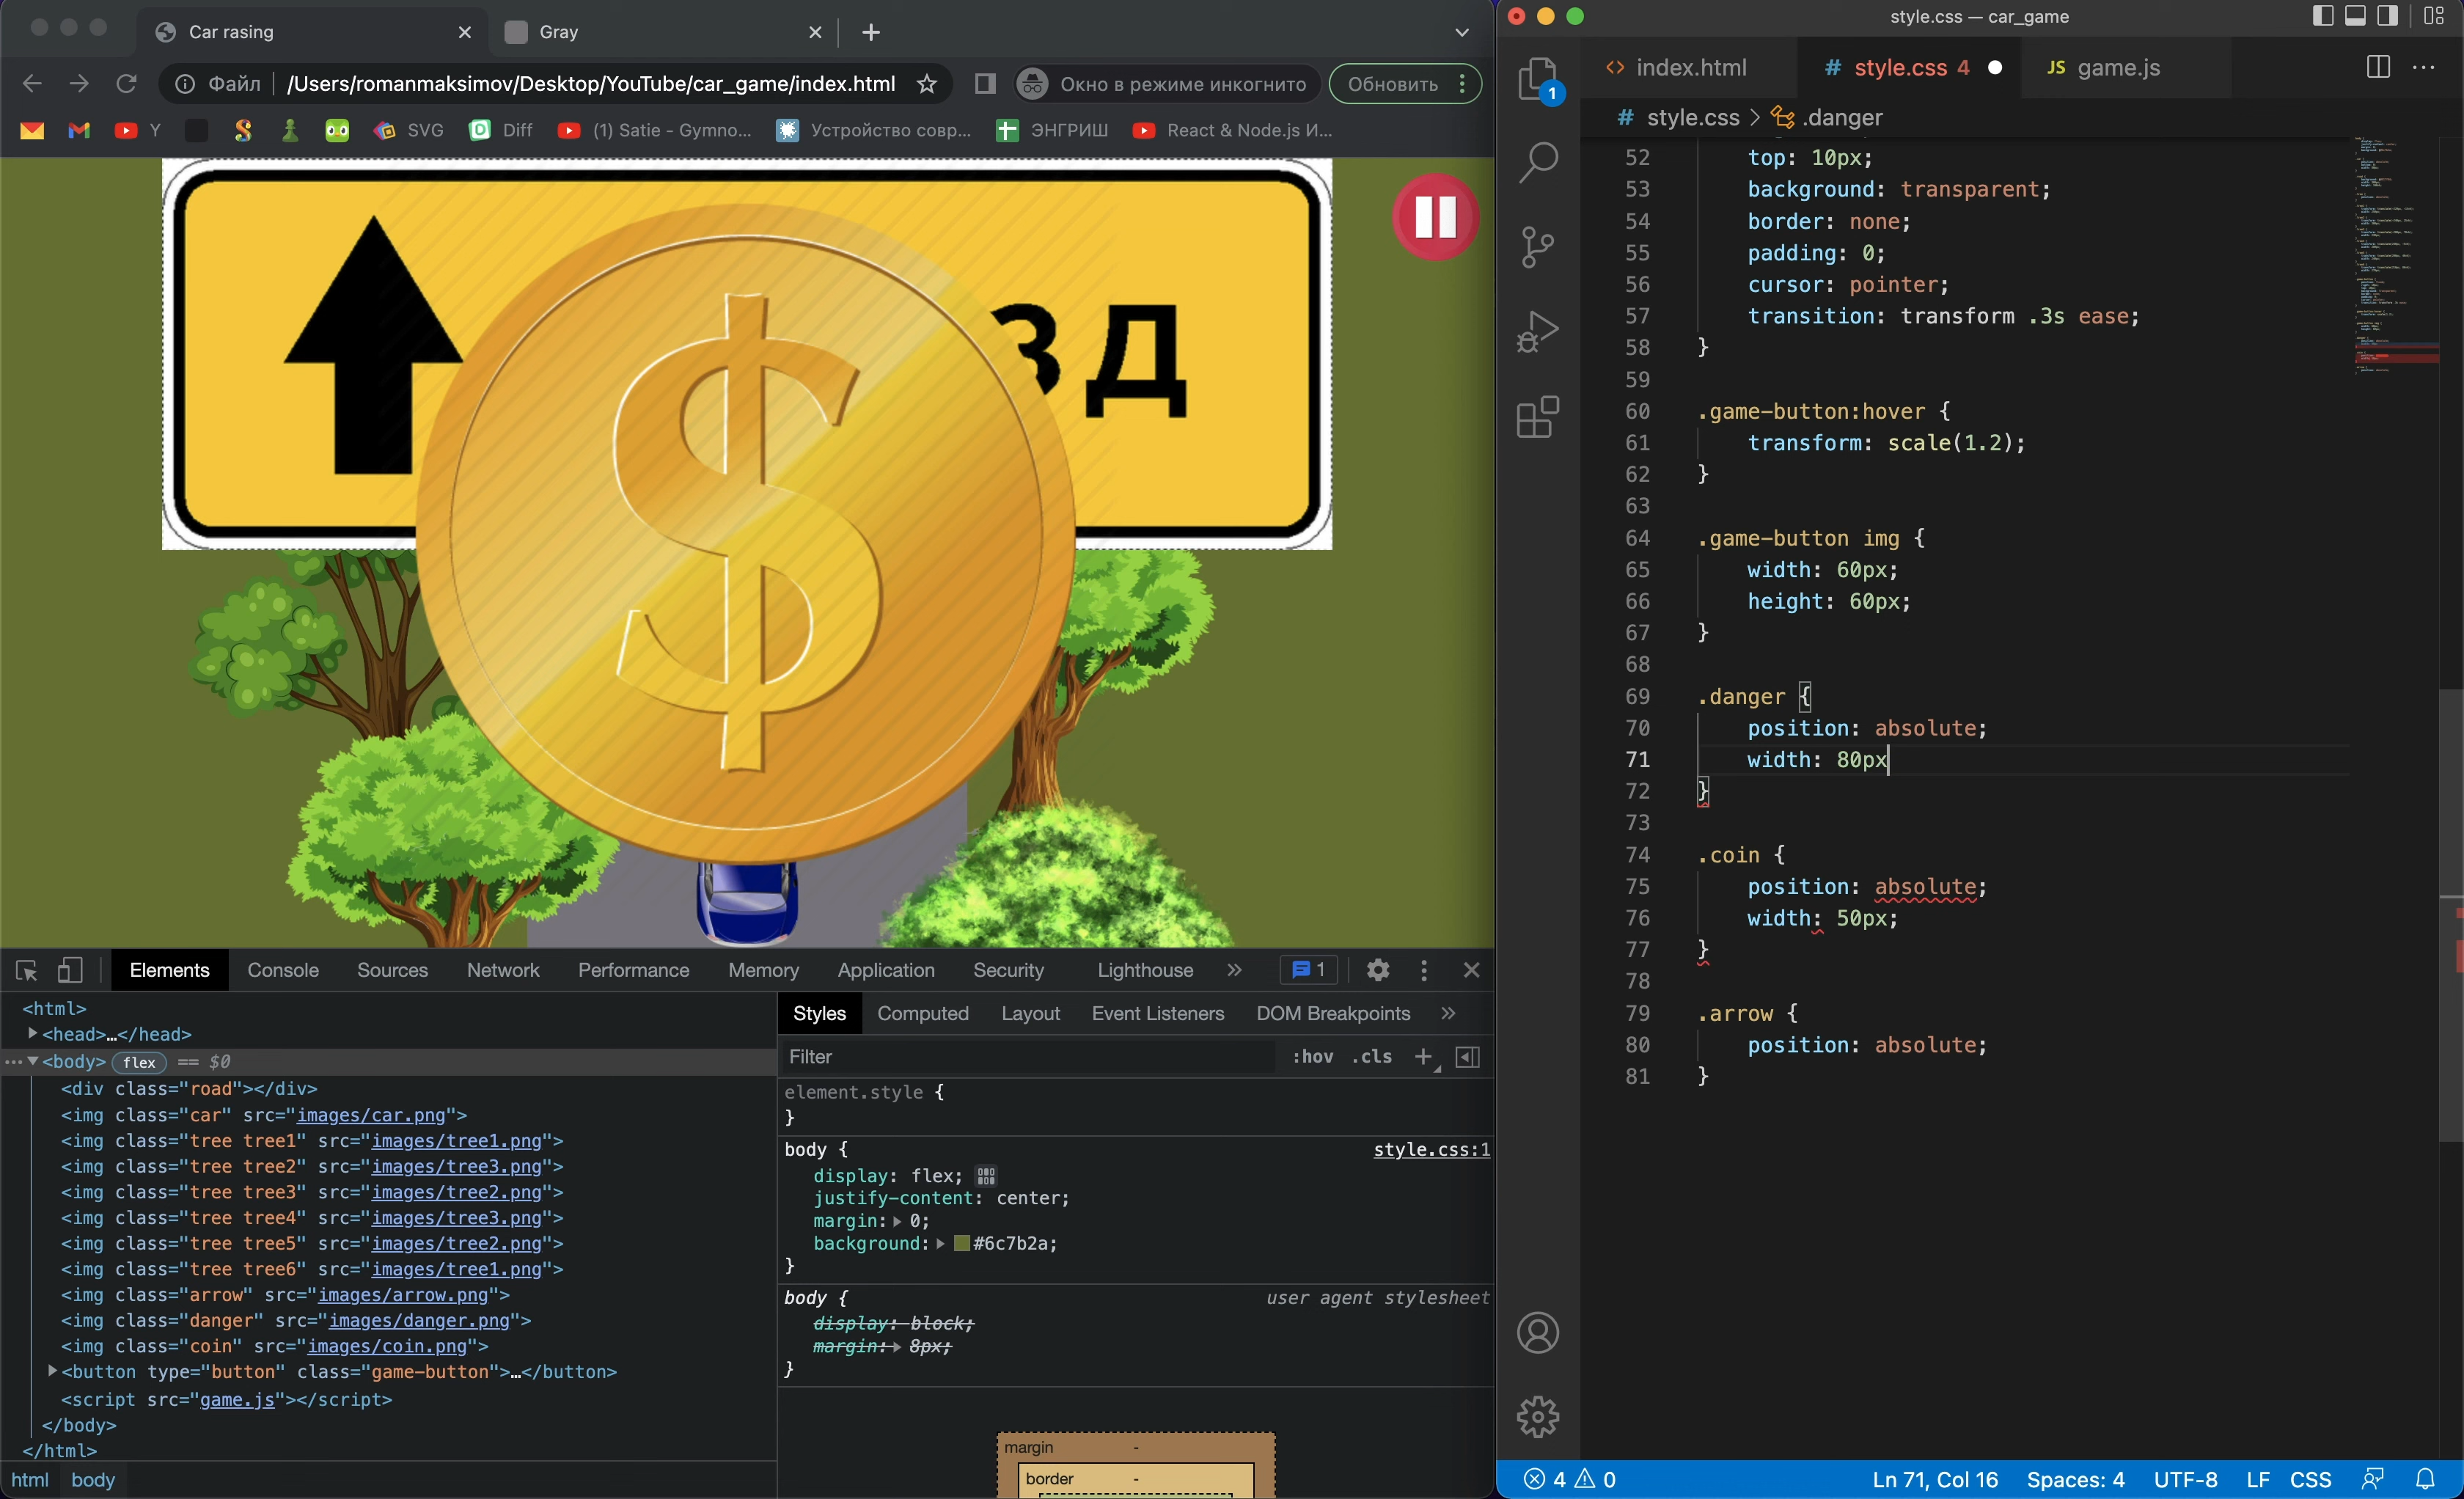 Car rasing
Gray
Файл
/Users/romanmaksimov/Desktop/YouTube/car_game/index.html
Окно в режиме инкогнито
Обновить
Y
SVG
Diff
(1) Satie - Gymno...
Устройство совр...
ЭНГРИШ
React & Node.js И...
ЗД
Elements Console Sources Network Performance Memory Application Security Lighthouse
1
<html>
<head>…</head>
<body> flex == $0
<div class="road"></div>
<img class="car" src="images/car.png">
<img class="tree tree1" src="images/tree1.png">
<img class="tree tree2" src="images/tree3.png">
<img class="tree tree3" src="images/tree2.png">
<img class="tree tree4" src="images/tree3.png">
<img class="tree tree5" src="images/tree2.png">
<img class="tree tree6" src="images/tree1.png">
<img class="arrow" src="images/arrow.png">
<img class="danger" src="images/danger.png">
<img class="coin" src="images/coin.png">
<button type="button" class="game-button">…</button>
<script src="game.js"></script>
</body>
</html>
html body
Styles Computed Layout Event Listeners DOM Breakpoints
Filter :hov .cls
element.style {
}
body { style.css:1
display: flex;
justify-content: center;
margin: 0;
background: #6c7b2a;
}
body { user agent stylesheet
display: block;
margin: 8px;
}
margin -
border -
style.css — car_game
index.html
# style.css 4
JS game.js
1
# style.css > .danger
52 top: 10px;
53 background: transparent;
54 border: none;
55 padding: 0;
56 cursor: pointer;
57 transition: transform .3s ease;
58 }
59
60 .game-button:hover {
61 transform: scale(1.2);
62 }
63
64 .game-button img {
65 width: 60px;
66 height: 60px;
67 }
68
69 .danger {
70 position: absolute;
71 width: 80px
72 }
73
74 .coin {
75 position: absolute;
76 width: 50px;
77 }
78
79 .arrow {
80 position: absolute;
81 }
4 0
Ln 71, Col 16 Spaces: 4 UTF-8 LF CSS